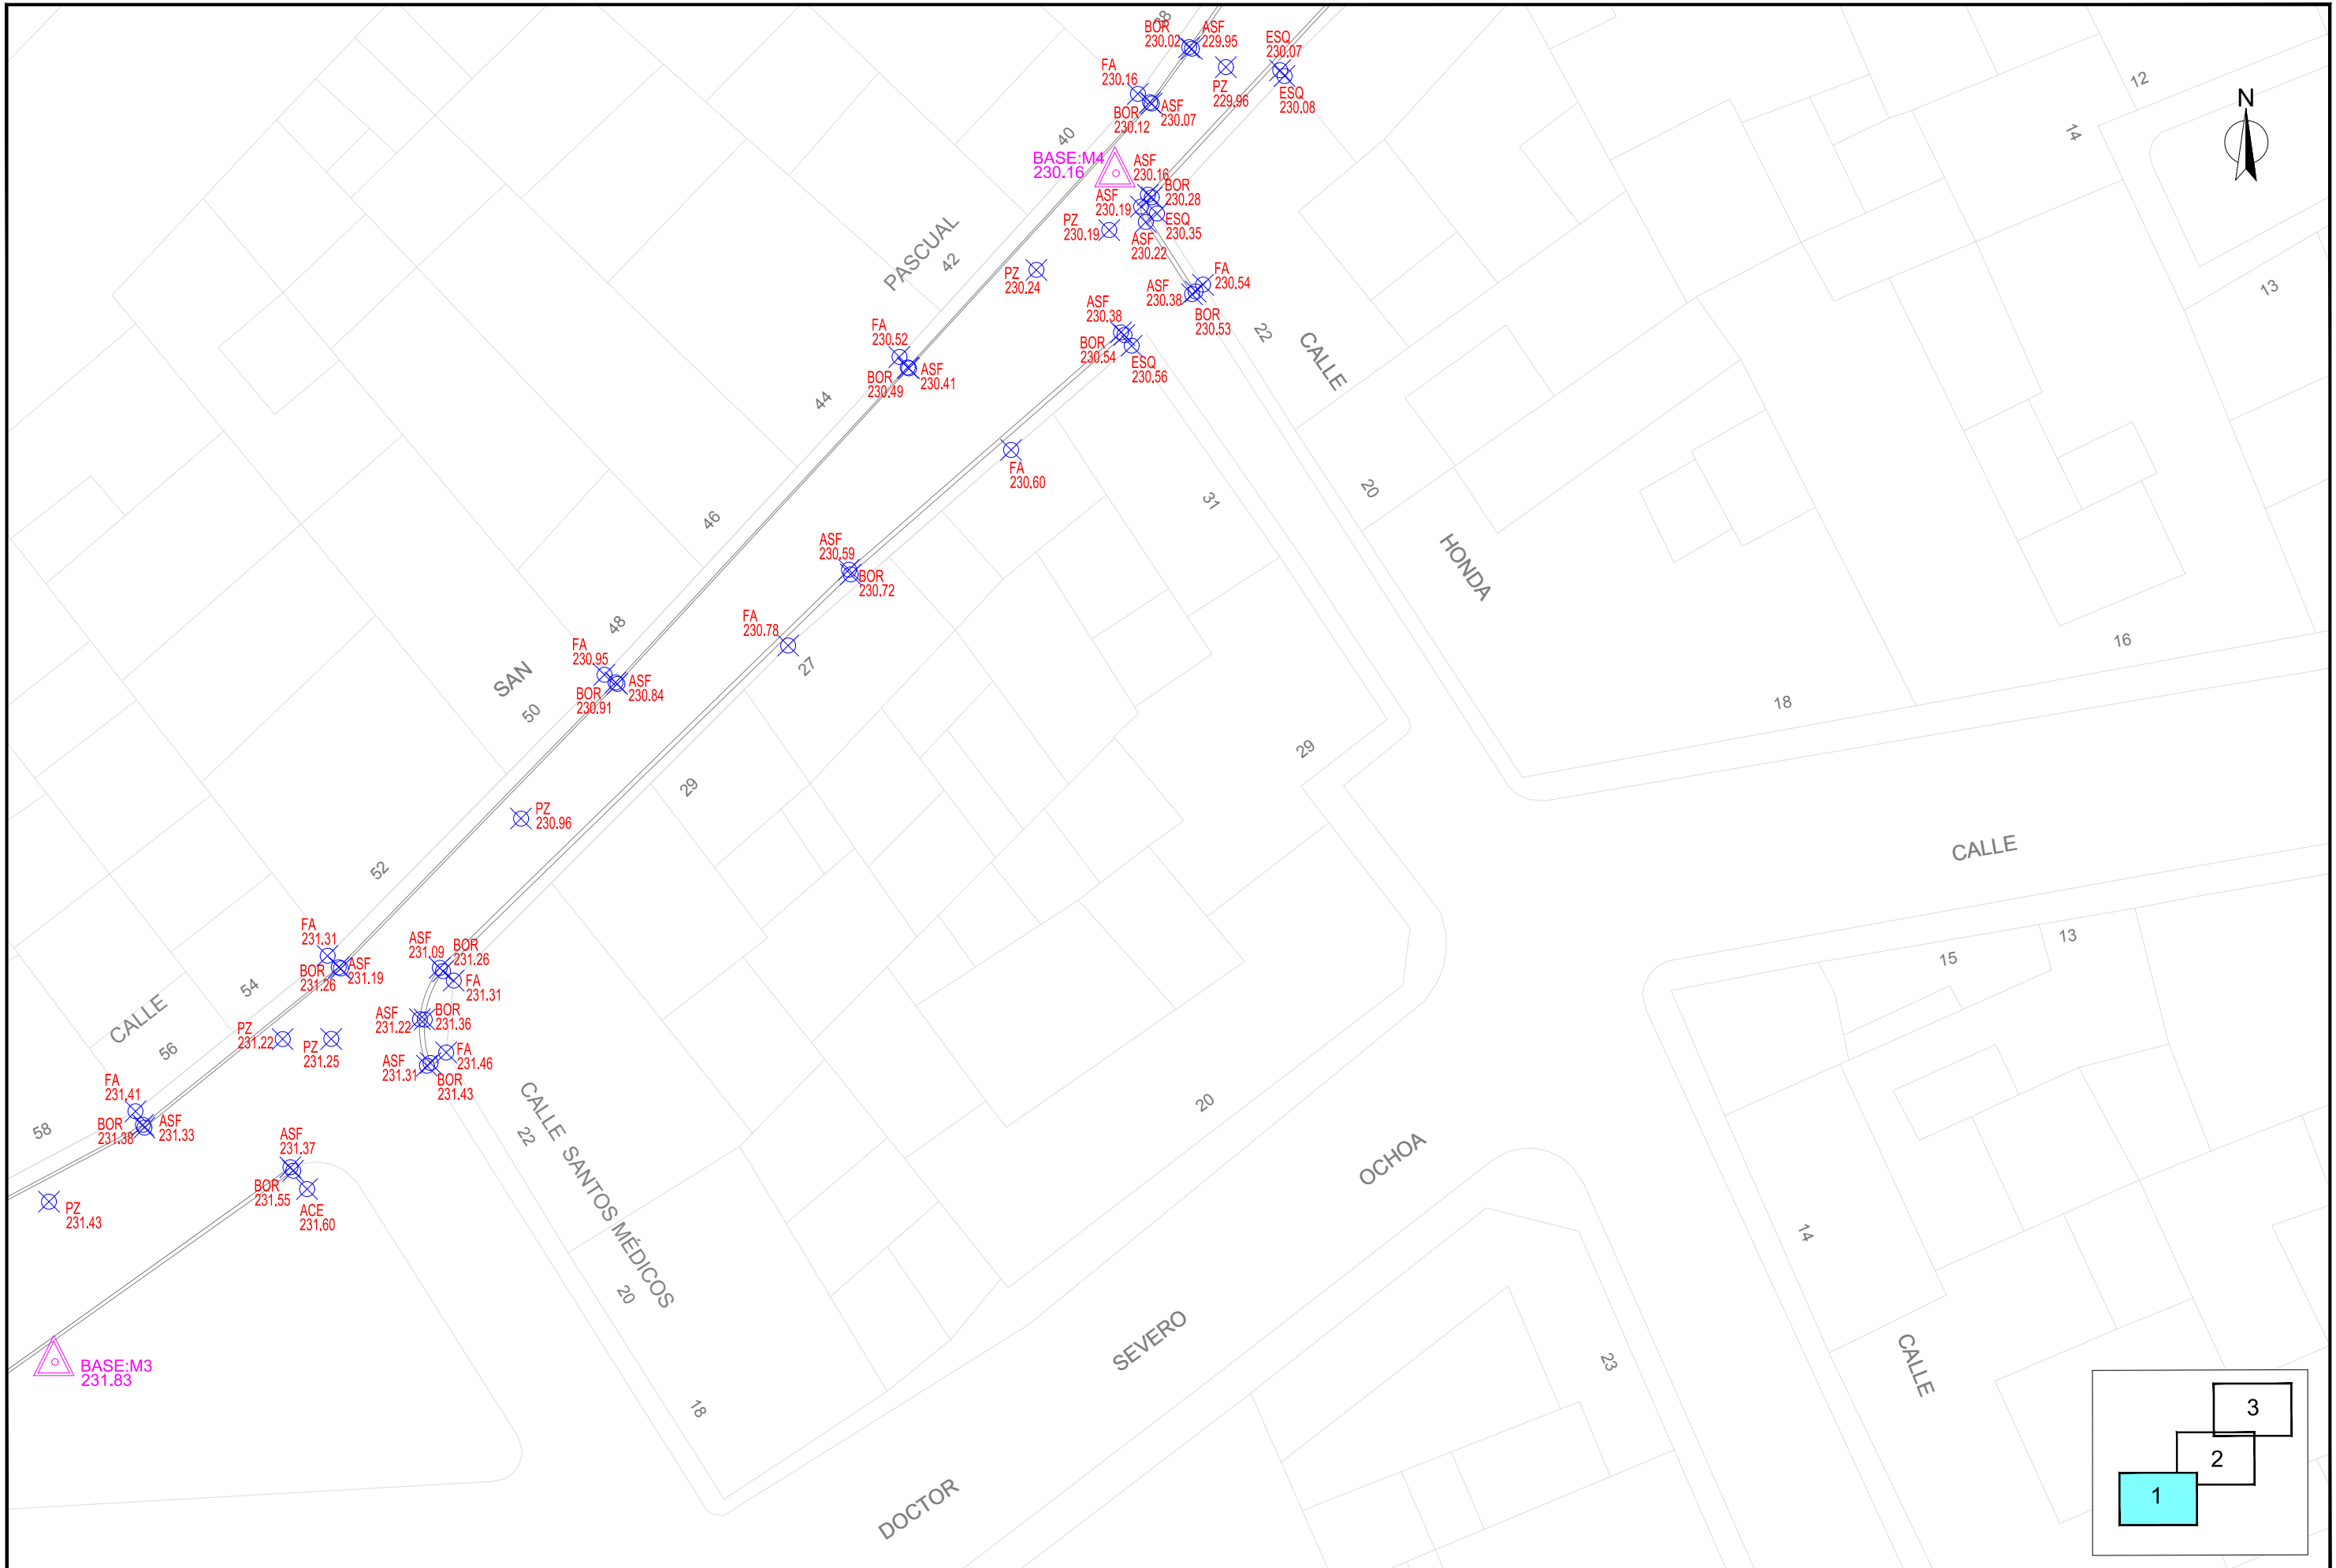 38
BOR
230.02
ASF
229.95
ESQ
230.07
FA
230.16
PZ
229.96
ESQ
230.08
12
N
BOR
230.12
ASF
230.07
14
40
BASE:M4
230.16
ASF
230.16
BOR
230.28
ASF
230.19
ESQ
230.35
PZ
230.19
ASF
230.22
PASCUAL
42
PZ
230.24
FA
230.54
ASF
230.38
BOR
230.53
13
ASF
230.38
22
CALLE
FA
230.52
BOR
230.54
ESQ
230.56
BOR
230.49
ASF
230.41
44
FA
230.60
20
31
46
HONDA
ASF
230.59
BOR
230.72
48
FA
230.78
27
16
FA
230.95
SAN
BOR
230.91
ASF
230.84
50
18
29
29
PZ
230.96
CALLE
52
FA
231.31
ASF
231.09
BOR
231.26
13
15
BOR
231.26
ASF
231.19
FA
231.31
54
CALLE
ASF
231.22
BOR
231.36
PZ
231.22
PZ
231.25
56
ASF
231.31
FA
231.46
BOR
231.43
FA
231.41
20
CALLE SANTOS MÉDICOS
22
58
BOR
231.38
ASF
231.33
ASF
231.37
OCHOA
BOR
231.55
ACE
231.60
PZ
231.43
14
20
SEVERO
23
CALLE
BASE:M3
231.83
18
DOCTOR
3
2
1